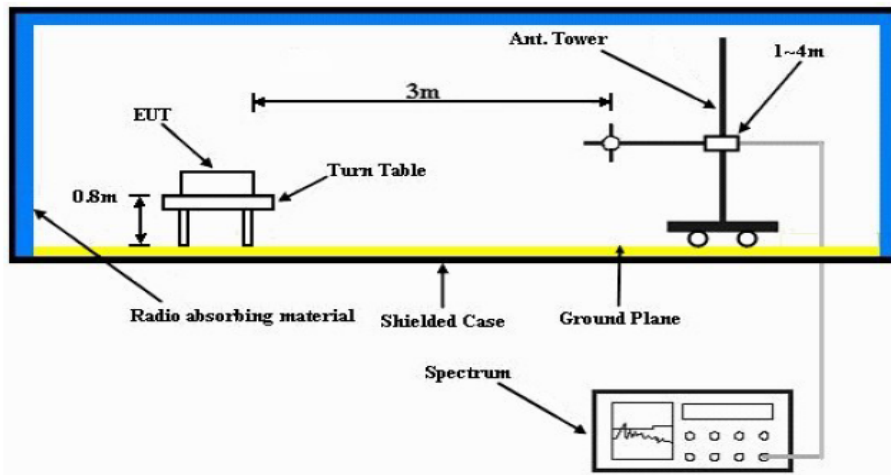 Ant. Tower
1~4m
3m
EUT
Turn Table
0.8m
Radio absorbing material
Shielded Case
Ground Plane
Spectrum